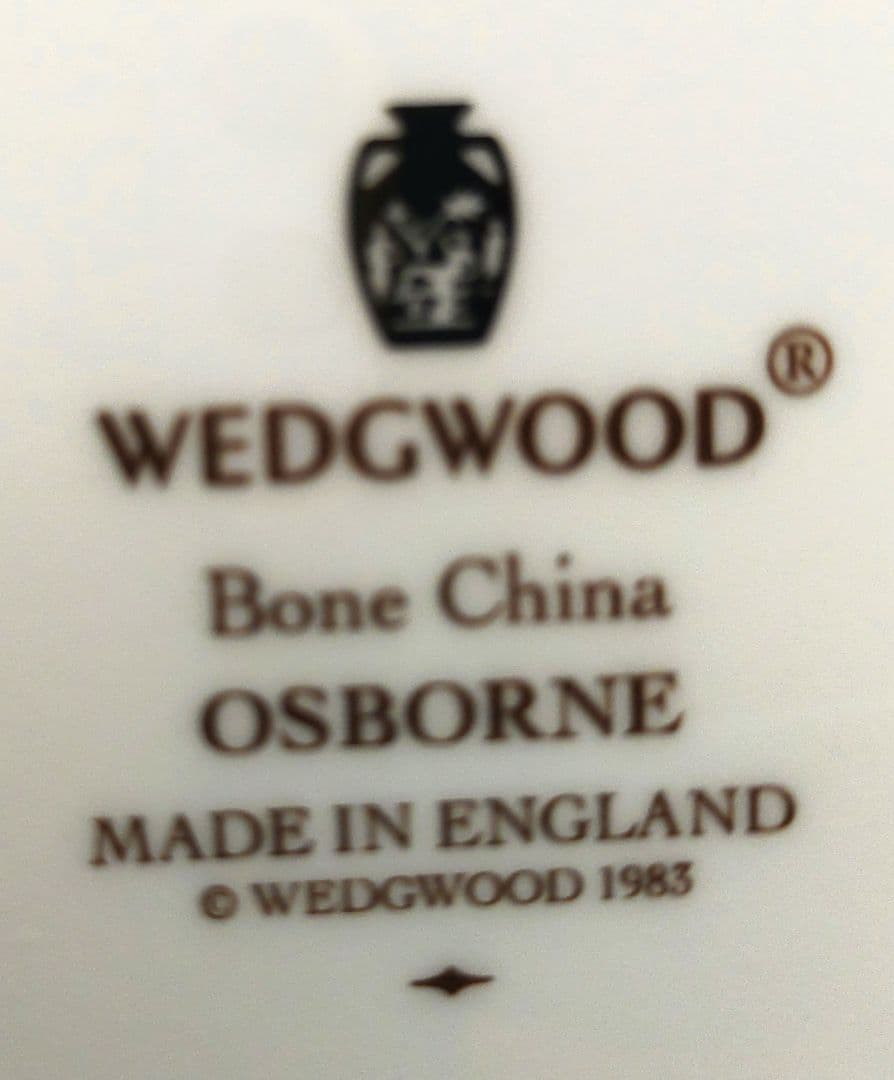 WEDGWOOD®
Bone China
OSBORNE
MADE IN ENGLAND
© WEDGWOOD 1983